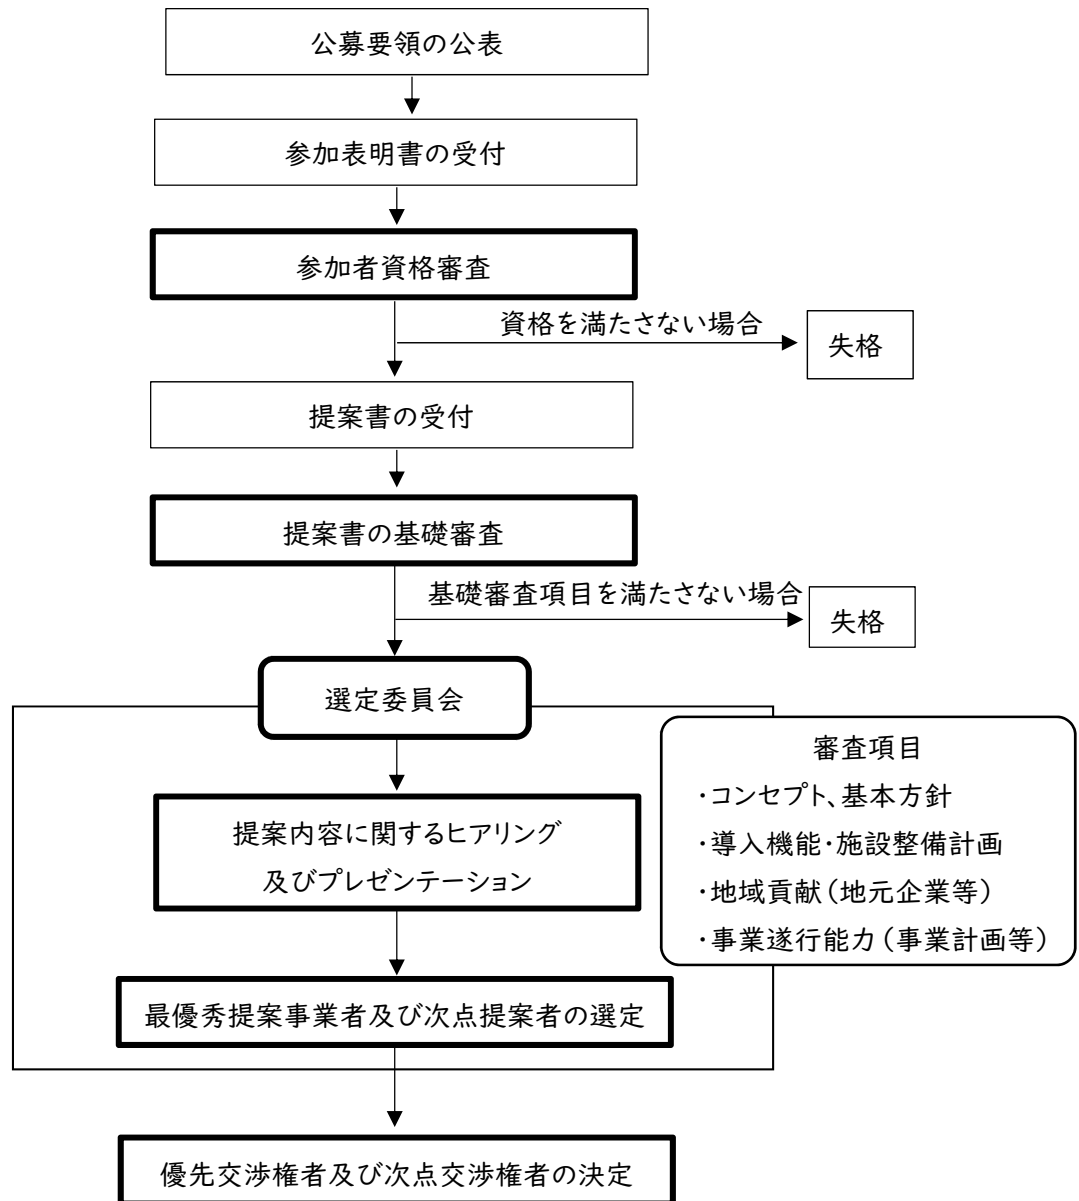 公募要領の公表
参加表明書の受付
参加者資格審査
資格を満たさない場合
失格
提案書の受付
提案書の基礎審査
基礎審査項目を満たさない場合
失格
選定委員会
審査項目
・コンセプト、基本方針
・導入機能・施設整備計画
・地域貢献（地元企業等）
・事業遂行能力（事業計画等）
提案内容に関するヒアリング
及びプレゼンテーション
最優秀提案事業者及び次点提案者の選定
優先交渉権者及び次点交渉権者の決定